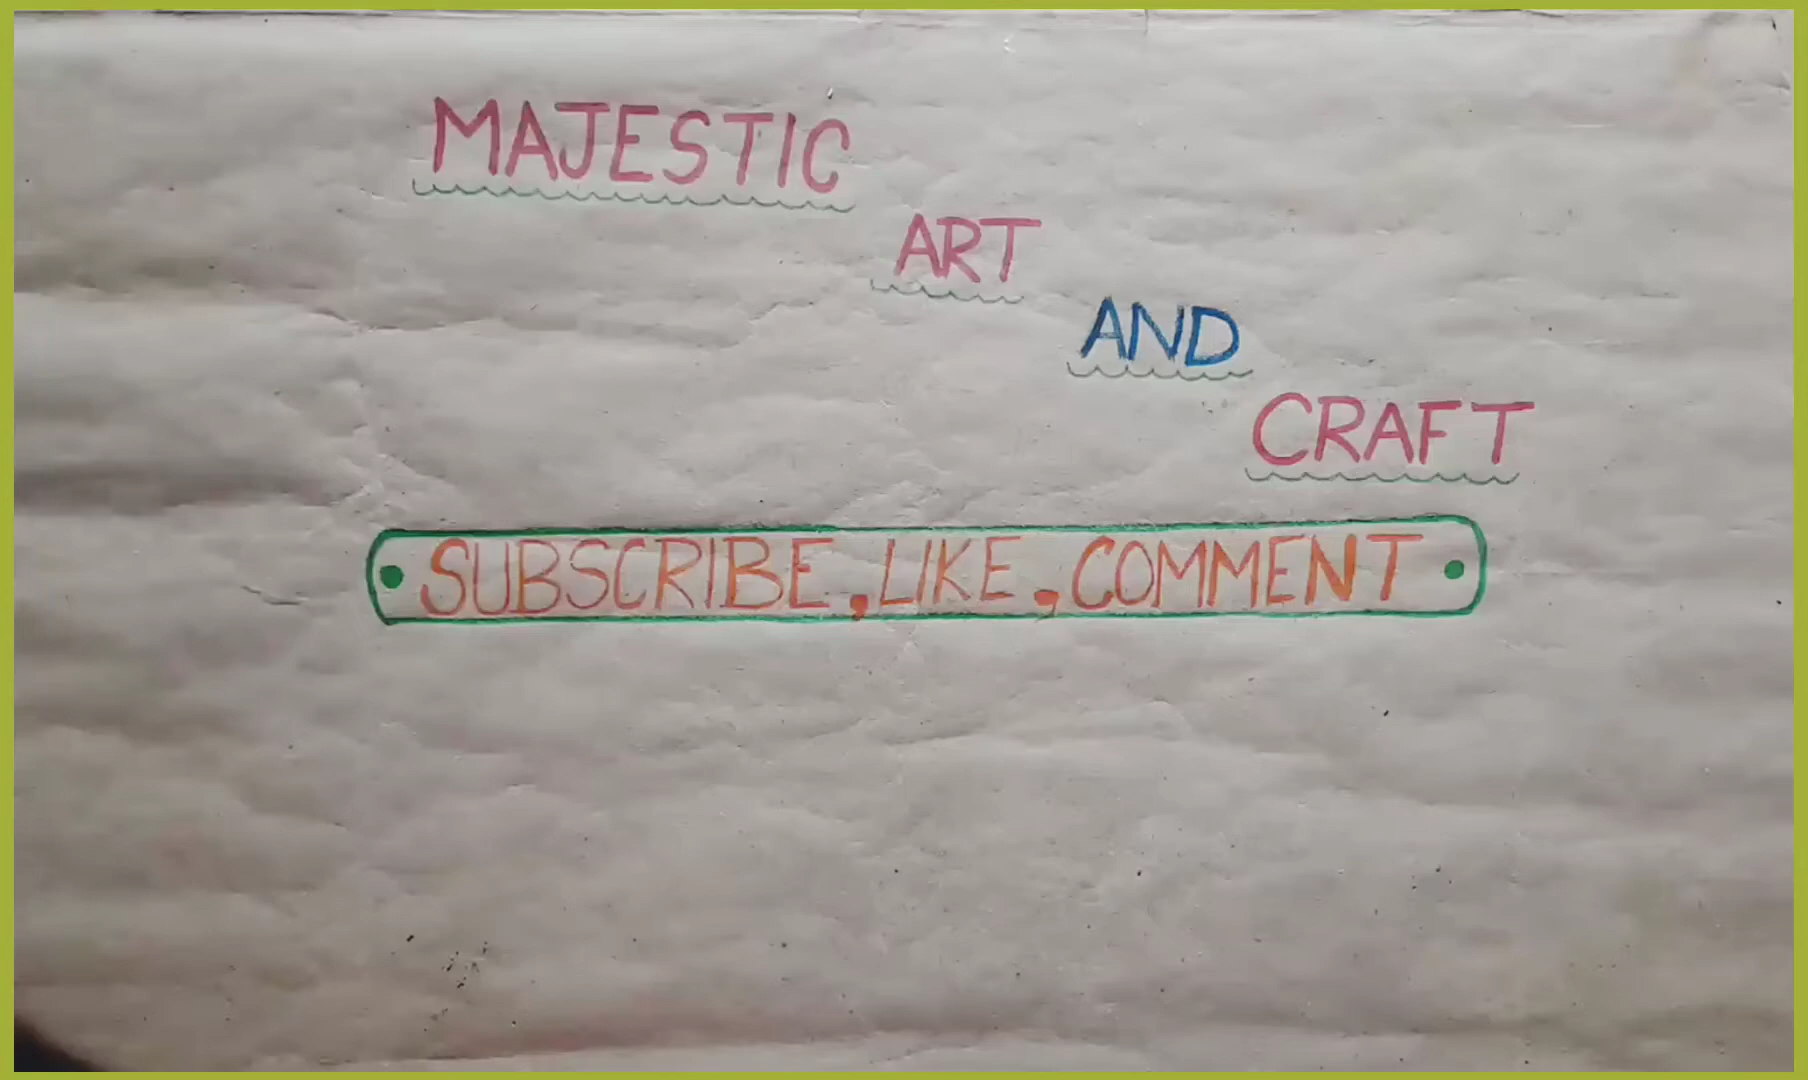 MAJESTIC
ART
AND
CRAFT
SUBSCRIBE, LIKE, COMMENT